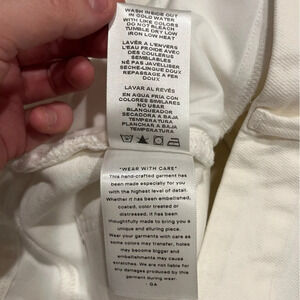 WASH INSIDE OUT
IN COLD WATER
WITH LIKE COLORS
DO NOT BLEACH
TUMBLE DRY LOW
IRON LOW HEAT
LAVÉS À L'ENVERS
L'EAU FROIDE AVEC
DES COULEURS
SEMBLABLES
NÉ PAS JAVELLISER
SÈCHE-LINGUE DOUX
REPASSAGE A FER
DOUX
LAVAR AL REVÉS
EN AGUA FRÍA CON
COLORES SIMILARES
NO USAR
BLANQUEADOR
SECADORA A BAJA
TEMPERATURA
PLANCHAR A BAJA
TEMPERATURA
"WEAR WITH CARE"
This hand-crafted garment has
been made especially for you
with the highest level of detail.
Whether it has been embellished,
coated, color treated or
distressed, it has been
thoughtfully made to bring you a
unique and alluring piece.
Wear your garments with care as
some colors may transfer, holes
may become bigger and
embellishments may cause
scratches. We are not liable for
any damages produced by this
garment during wear.
- GA